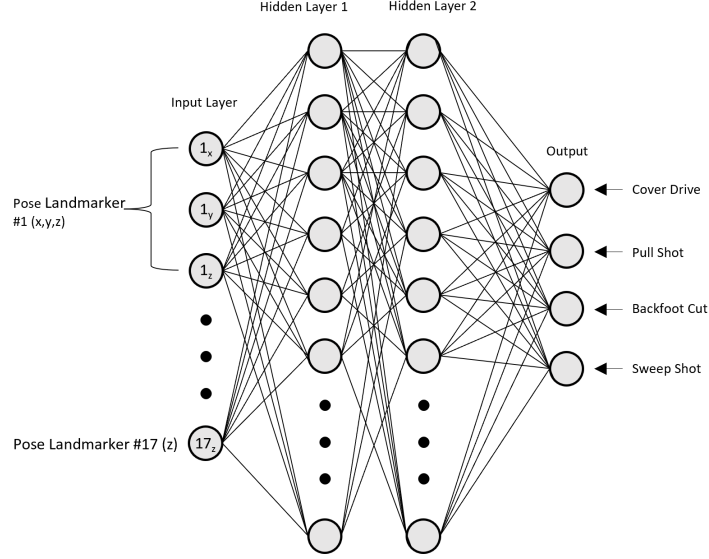 Hidden Layer 1
Hidden Layer 2
Input Layer
1x
Output
Pose Landmarker
#1 (x,y,z)
1y
1z
Cover Drive
Pull Shot
Backfoot Cut
Sweep Shot
Pose Landmarker #17 (z)
17z